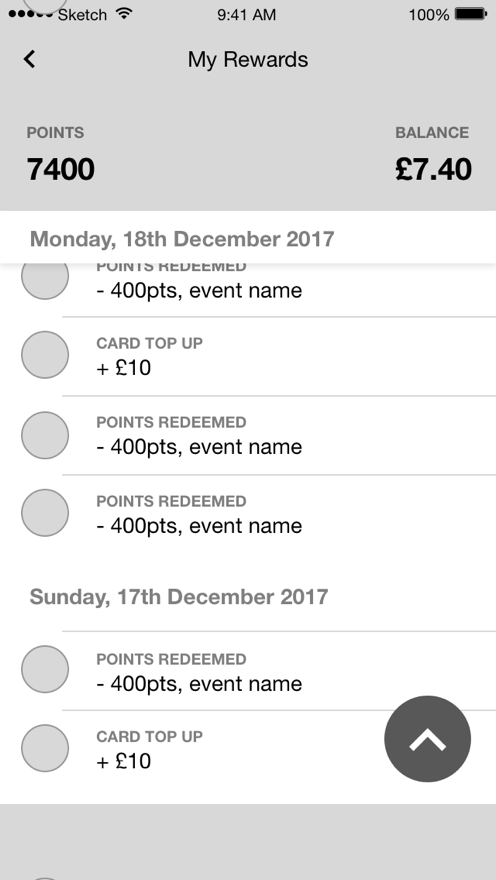 Sketch 9:41 AM 100%
My Rewards
POINTS BALANCE
7400 £7.40
Monday, 18th December 2017
POINTS REDEEMED
- 400pts, event name
CARD TOP UP
+ £10
POINTS REDEEMED
- 400pts, event name
POINTS REDEEMED
- 400pts, event name
Sunday, 17th December 2017
POINTS REDEEMED
- 400pts, event name
CARD TOP UP
+ £10